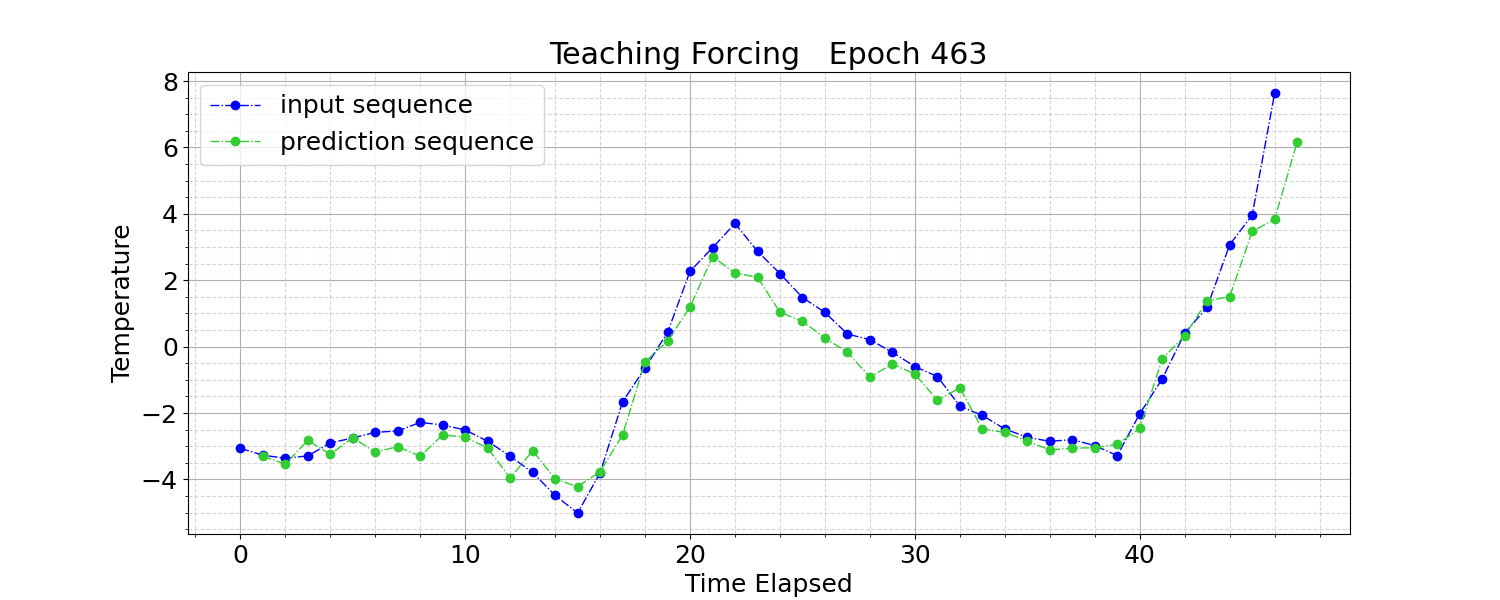 Teaching Forcing   Epoch 463
input sequence
prediction sequence
Temperature
8
6
4
2
0
−2
−4
0 10 20 30 40
Time Elapsed